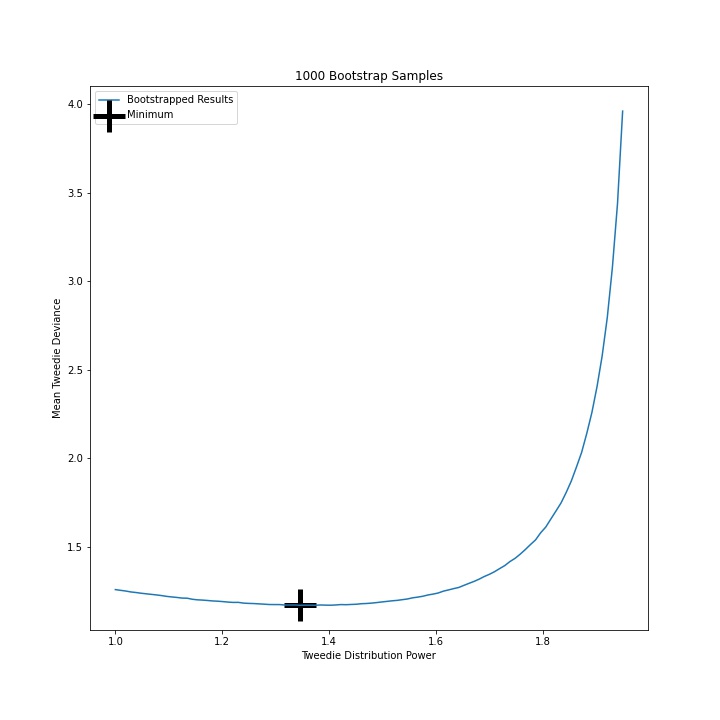 1000 Bootstrap Samples
Bootstrapped Results
Minimum
4.0
3.5
3.0
2.5
2.0
1.5
Mean Tweedie Deviance
1.0 1.2 1.4 1.6 1.8
Tweedie Distribution Power